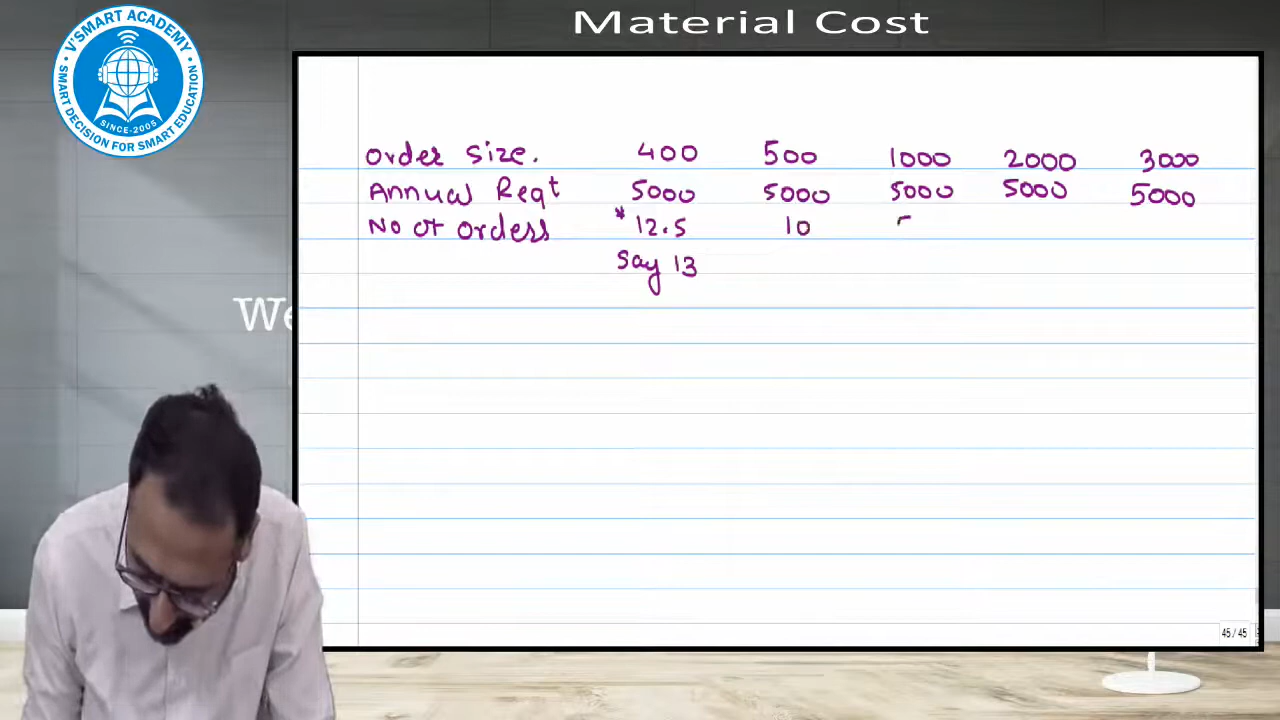 Material Cost
V'SMART ACADEMY
SINCE-2005
SMART DECISION FOR SMART EDUCATION
Order Size. 400 500 1000 2000 3000
Annual Reqt 5000 5000 5000 5000 5000
No of orders *12.5 10
Say 13
We
45/45